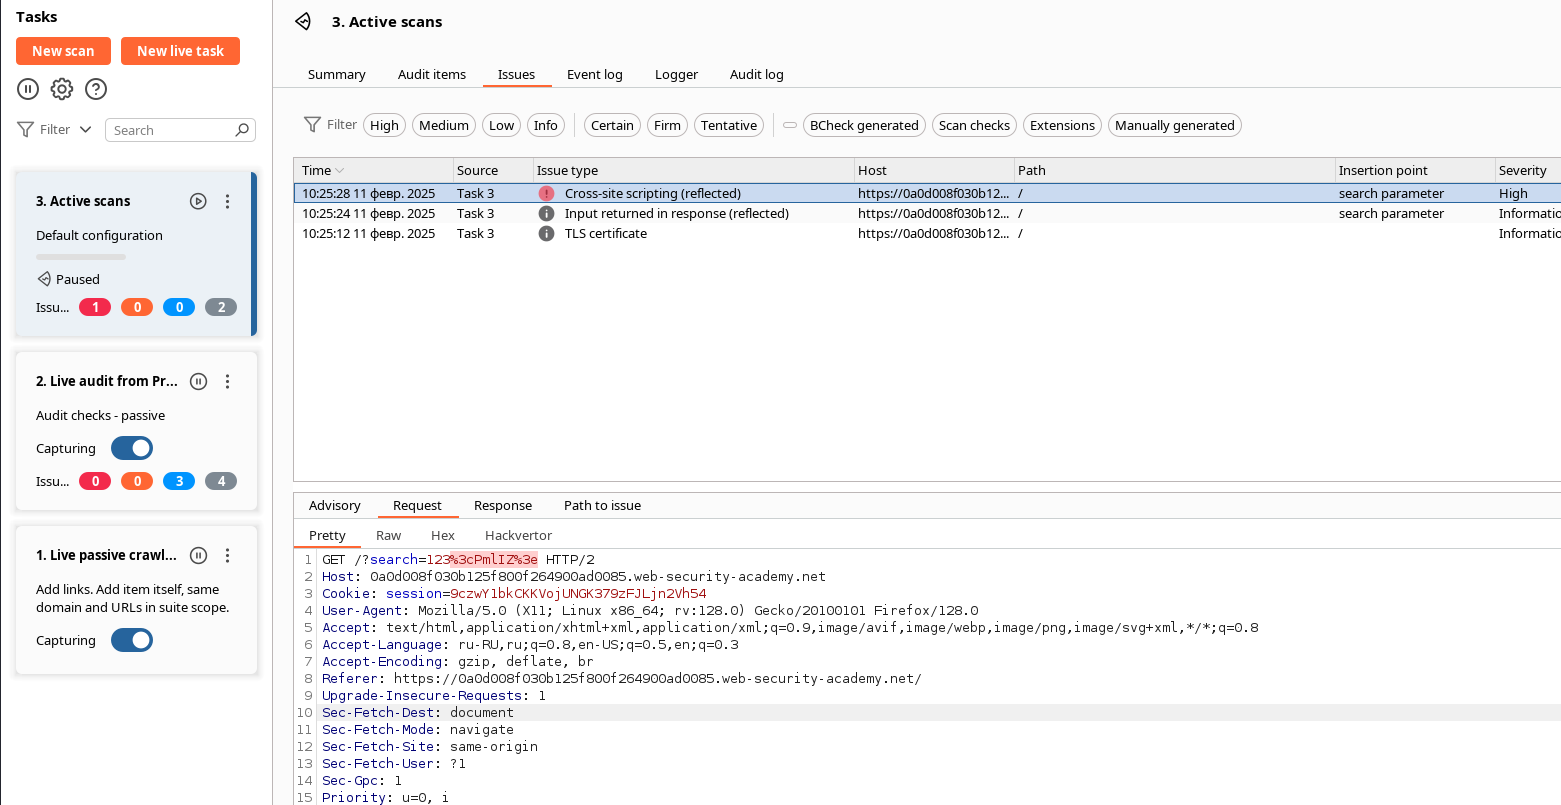 Tasks
New scan
New live task
Filter
Search
3. Active scans
Default configuration
Paused
Issu... 1 0 0 2
2. Live audit from Pr...
Audit checks - passive
Capturing
Issu... 0 0 3 4
1. Live passive crawl...
Add links. Add item itself, same
domain and URLs in suite scope.
Capturing
3. Active scans
Summary Audit items Issues Event log Logger Audit log
Filter High Medium Low Info Certain Firm Tentative BCheck generated Scan checks Extensions Manually generated
Time Source Issue type Host Path Insertion point Severity
10:25:28 11 февр. 2025 Task 3 Cross-site scripting (reflected) https://0a0d008f030b12... / search parameter High
10:25:24 11 февр. 2025 Task 3 Input returned in response (reflected) https://0a0d008f030b12... / search parameter Informatio
10:25:12 11 февр. 2025 Task 3 TLS certificate https://0a0d008f030b12... / Informatio
Advisory Request Response Path to issue
Pretty Raw Hex Hackvertor
1 GET /?search=123%3cPmlIZ%3e HTTP/2
2 Host: 0a0d008f030b125f800f264900ad0085.web-security-academy.net
3 Cookie: session=9czwY1bkCKKVojUNGK379zFJLjn2Vh54
4 User-Agent: Mozilla/5.0 (X11; Linux x86_64; rv:128.0) Gecko/20100101 Firefox/128.0
5 Accept: text/html,application/xhtml+xml,application/xml;q=0.9,image/avif,image/webp,image/png,image/svg+xml,*/*;q=0.8
6 Accept-Language: ru-RU,ru;q=0.8,en-US;q=0.5,en;q=0.3
7 Accept-Encoding: gzip, deflate, br
8 Referer: https://0a0d008f030b125f800f264900ad0085.web-security-academy.net/
9 Upgrade-Insecure-Requests: 1
10 Sec-Fetch-Dest: document
11 Sec-Fetch-Mode: navigate
12 Sec-Fetch-Site: same-origin
13 Sec-Fetch-User: ?1
14 Sec-Gpc: 1
15 Priority: u=0, i